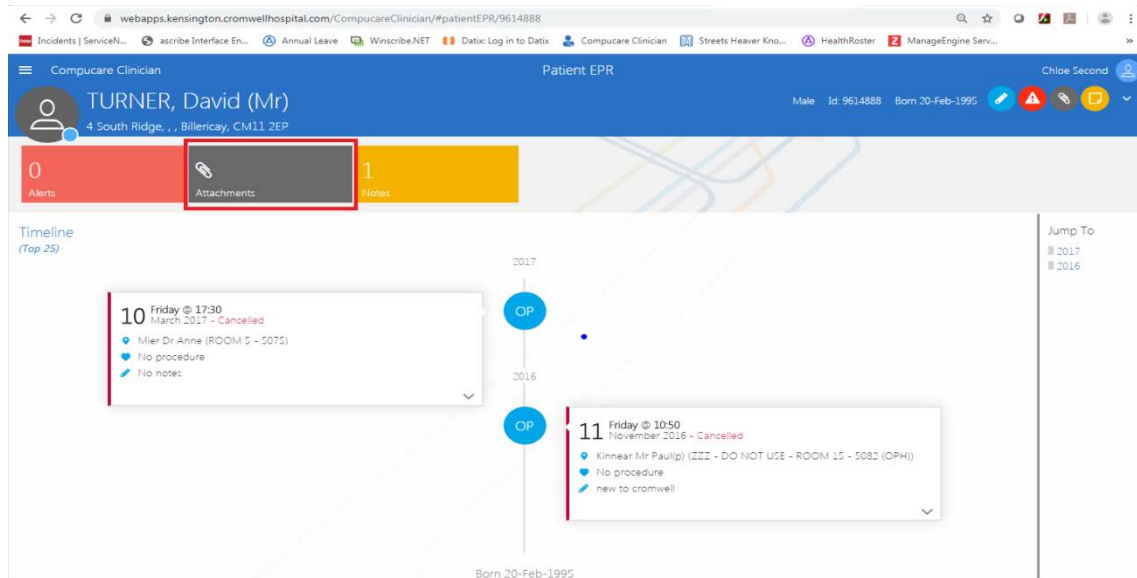 webapps.kensington.cromwellhospital.com/CompucareClinician/#patientEPR/9614888
Incidents | ServiceN... ascribe Interface En... Annual Leave Winscribe.NET Datix: Log in to Datix Compucare Clinician Streets Heaver Kno... HealthRoster ManageEngine Serv... »
Compucare Clinician Patient EPR Chloe Second
TURNER, David (Mr)
Male Id: 9614888 Born 20-Feb-1995
4 South Ridge, , , Billericay, CM11 2EP
0
Alerts
Attachments
1
Notes
Timeline
(Top 25)
Jump To
2017
2016
2017
10 Friday @ 17:30
March 2017 - Cancelled
Mier Dr Anne (ROOM 5 - 5075)
No procedure
No notes
OP
2016
OP
11 Friday @ 10:50
November 2016 - Cancelled
Kinnear Mr Paul(p) (ZZZ - DO NOT USE - ROOM 15 - 5082 (OPH))
No procedure
new to cromwell
Born 20-Feb-1995